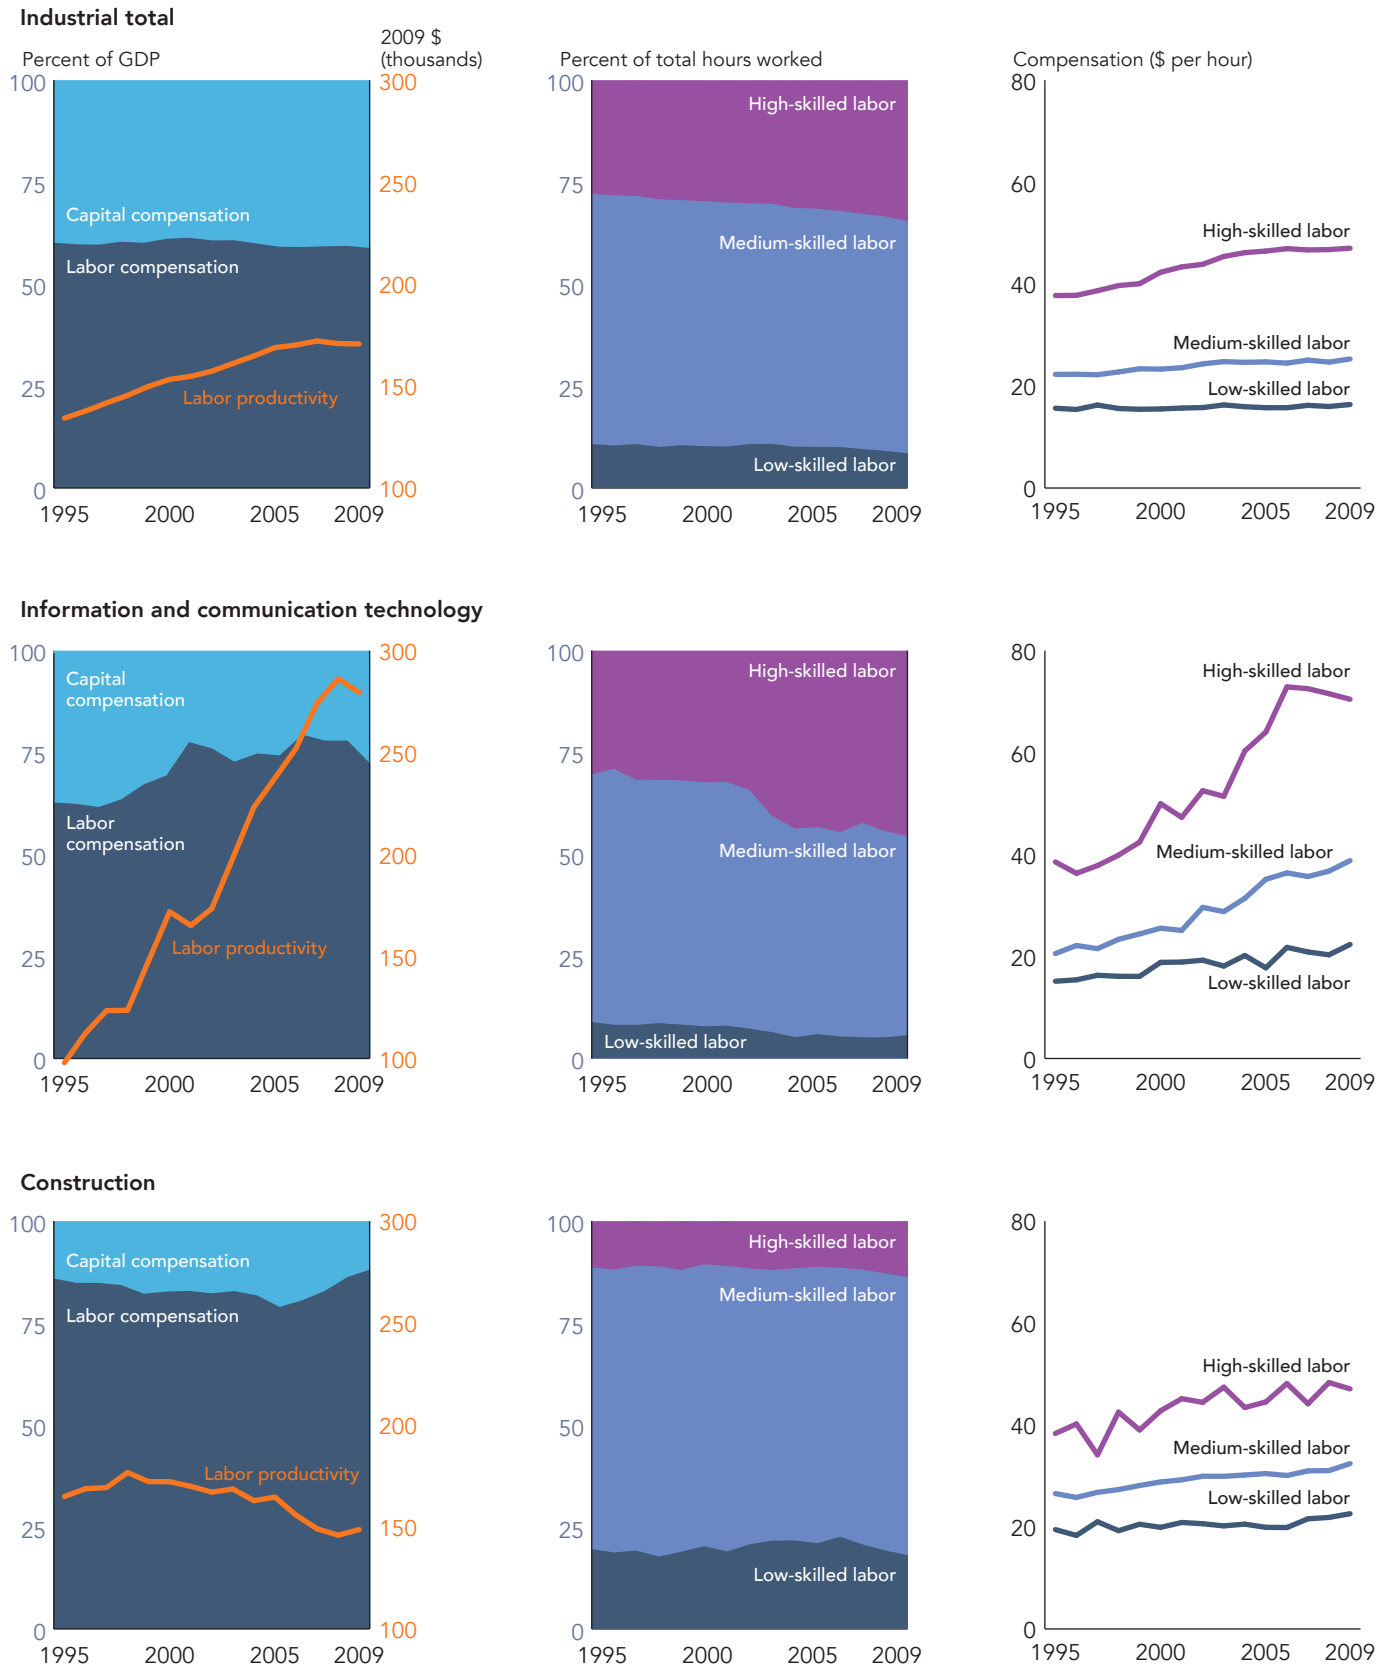 Industrial total
Percent of GDP
2009 $
(thousands)
Percent of total hours worked
Compensation ($ per hour)
100
75
50
25
0
300
250
200
150
100
Capital compensation
Labor compensation
Labor productivity
1995 2000 2005 2009
100
75
50
25
0
High-skilled labor
Medium-skilled labor
Low-skilled labor
1995 2000 2005 2009
80
60
40
20
0
High-skilled labor
Medium-skilled labor
Low-skilled labor
1995 2000 2005 2009
Information and communication technology
100
75
50
25
0
300
250
200
150
100
Capital
compensation
Labor
compensation
Labor productivity
1995 2000 2005 2009
100
75
50
25
0
High-skilled labor
Medium-skilled labor
Low-skilled labor
1995 2000 2005 2009
80
60
40
20
0
High-skilled labor
Medium-skilled labor
Low-skilled labor
1995 2000 2005 2009
Construction
100
75
50
25
0
300
250
200
150
100
Capital compensation
Labor compensation
Labor productivity
1995 2000 2005 2009
100
75
50
25
0
High-skilled labor
Medium-skilled labor
Low-skilled labor
1995 2000 2005 2009
80
60
40
20
0
High-skilled labor
Medium-skilled labor
Low-skilled labor
1995 2000 2005 2009